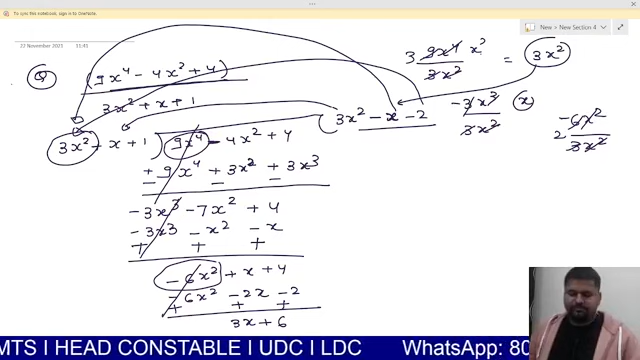 To sync this notebook, sign in to OneNote.
New Section 4
22 November 2021 11:41
Q (9x⁴ - 4x² + 4)
3x² + x + 1
3 9x⁴ x² / 3x² = 3x²
-3x³ / 3x² x
-6x² / 3x² 2
3x² - x + 1 ) 9x⁴ - 4x² + 4 ( 3x² - x - 2
+ 9x⁴ + 3x² + 3x³
- - -
-3x³ - 7x² + 4
-3x³ - x² - x
+ + +
-6x² + x + 4
-6x² - 2x - 2
+ + +
3x + 6
MTS I HEAD CONSTABLE I UDC I LDC WhatsApp: 80